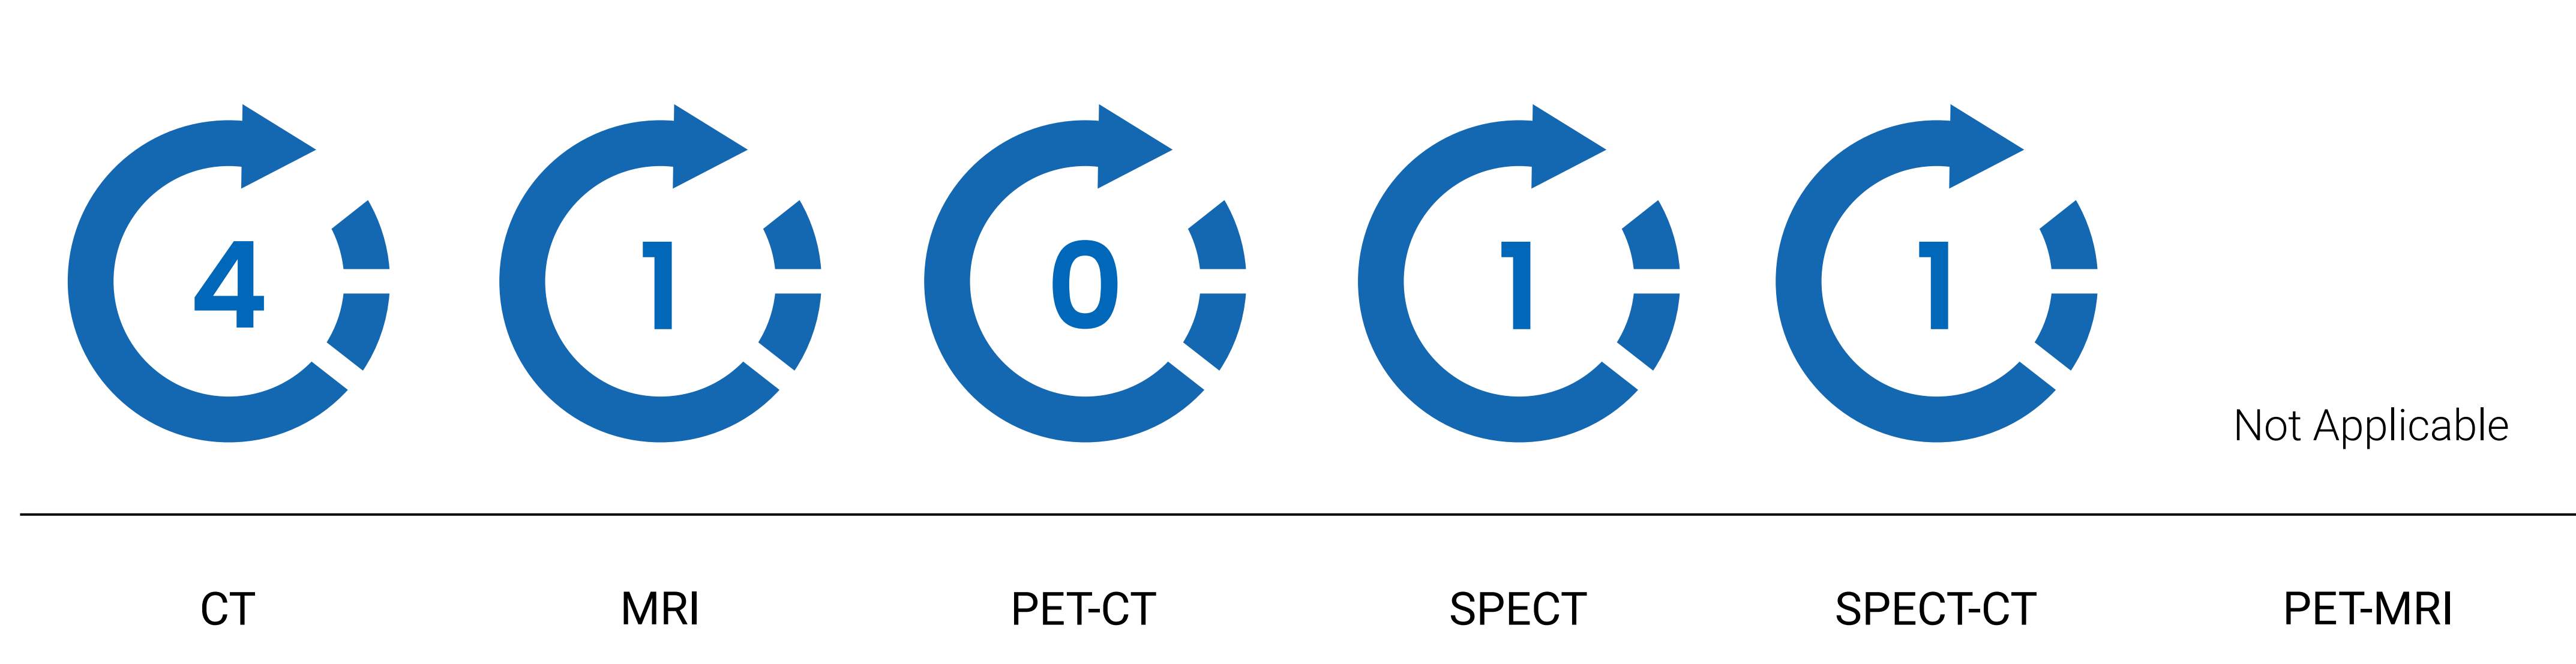 4 1 0 1 1
Not Applicable
CT MRI PET-CT SPECT SPECT-CT PET-MRI